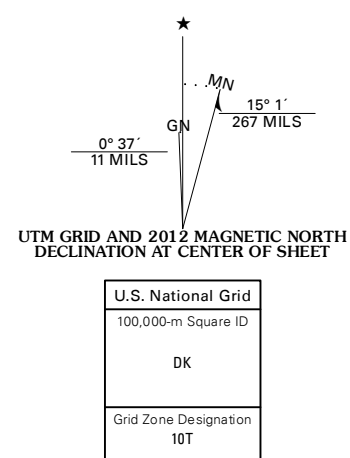 ★
MN
15° 1´
267 MILS
GN
0° 37´
11 MILS
UTM GRID AND 2012 MAGNETIC NORTH
DECLINATION AT CENTER OF SHEET
U.S. National Grid
100,000-m Square ID
DK
Grid Zone Designation
10T